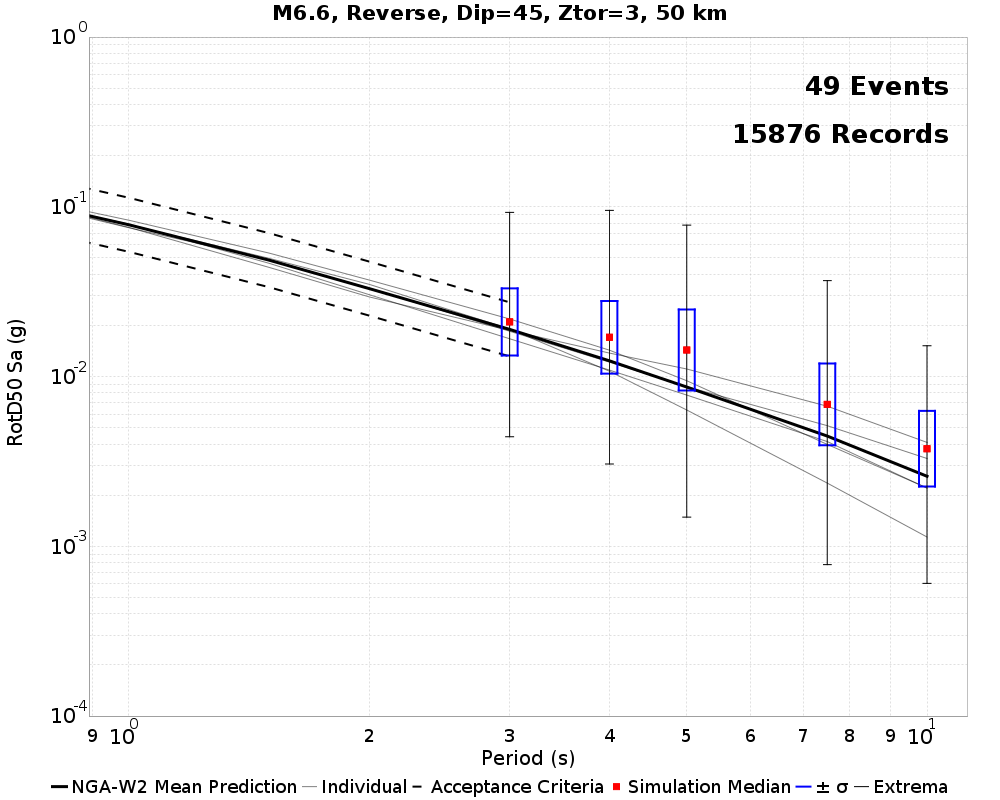 M6.6, Reverse, Dip=45, Ztor=3, 50 km
49 Events
15876 Records
RotD50 Sa (g)
10^0
10^-1
10^-2
10^-3
10^-4
9 10^0 2 3 4 5 6 7 8 9 10^1
Period (s)
NGA-W2 Mean Prediction Individual Acceptance Criteria Simulation Median ± σ Extrema